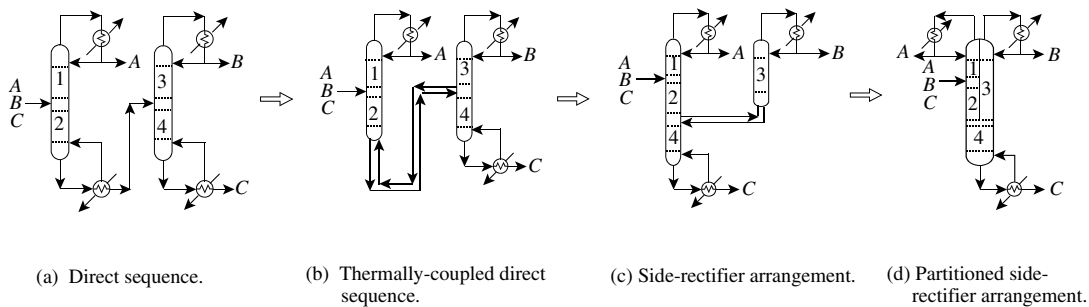 A
B
C
1
2
A
3
4
B
C
A
B
C
1
2
A
3
4
B
C
A
B
C
1
2
4
A
3
B
C
A
A
B
C
1
2
3
4
B
C
(a) Direct sequence.
(b) Thermally-coupled direct
sequence.
(c) Side-rectifier arrangement.
(d) Partitioned side-
rectifier arrangement.